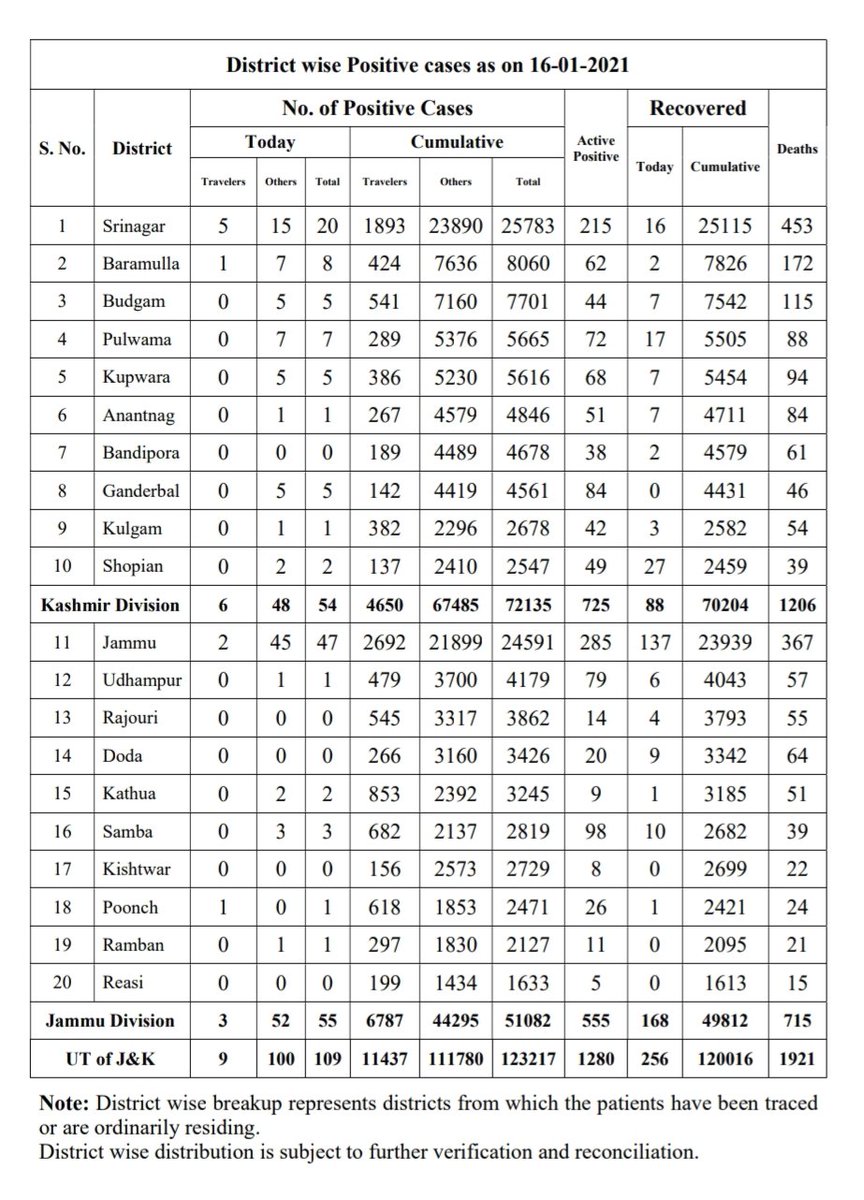 District wise Positive cases as on 16-01-2021
S. No. District No. of Positive Cases Active Positive Recovered Deaths
Today Cumulative Today Cumulative
Travelers Others Total Travelers Others Total
1 Srinagar 5 15 20 1893 23890 25783 215 16 25115 453
2 Baramulla 1 7 8 424 7636 8060 62 2 7826 172
3 Budgam 0 5 5 541 7160 7701 44 7 7542 115
4 Pulwama 0 7 7 289 5376 5665 72 17 5505 88
5 Kupwara 0 5 5 386 5230 5616 68 7 5454 94
6 Anantnag 0 1 1 267 4579 4846 51 7 4711 84
7 Bandipora 0 0 0 189 4489 4678 38 2 4579 61
8 Ganderbal 0 5 5 142 4419 4561 84 0 4431 46
9 Kulgam 0 1 1 382 2296 2678 42 3 2582 54
10 Shopian 0 2 2 137 2410 2547 49 27 2459 39
Kashmir Division 6 48 54 4650 67485 72135 725 88 70204 1206
11 Jammu 2 45 47 2692 21899 24591 285 137 23939 367
12 Udhampur 0 1 1 479 3700 4179 79 6 4043 57
13 Rajouri 0 0 0 545 3317 3862 14 4 3793 55
14 Doda 0 0 0 266 3160 3426 20 9 3342 64
15 Kathua 0 2 2 853 2392 3245 9 1 3185 51
16 Samba 0 3 3 682 2137 2819 98 10 2682 39
17 Kishtwar 0 0 0 156 2573 2729 8 0 2699 22
18 Poonch 1 0 1 618 1853 2471 26 1 2421 24
19 Ramban 0 1 1 297 1830 2127 11 0 2095 21
20 Reasi 0 0 0 199 1434 1633 5 0 1613 15
Jammu Division 3 52 55 6787 44295 51082 555 168 49812 715
UT of J&K 9 100 109 11437 111780 123217 1280 256 120016 1921
Note: District wise breakup represents districts from which the patients have been traced
or are ordinarily residing.
District wise distribution is subject to further verification and reconciliation.